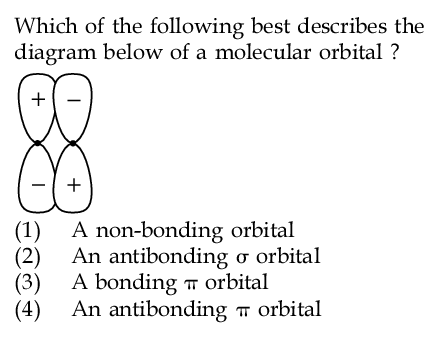 Which of the following best describes the
diagram below of a molecular orbital ?
+ −
− +
(1) A non-bonding orbital
(2) An antibonding σ orbital
(3) A bonding π orbital
(4) An antibonding π orbital